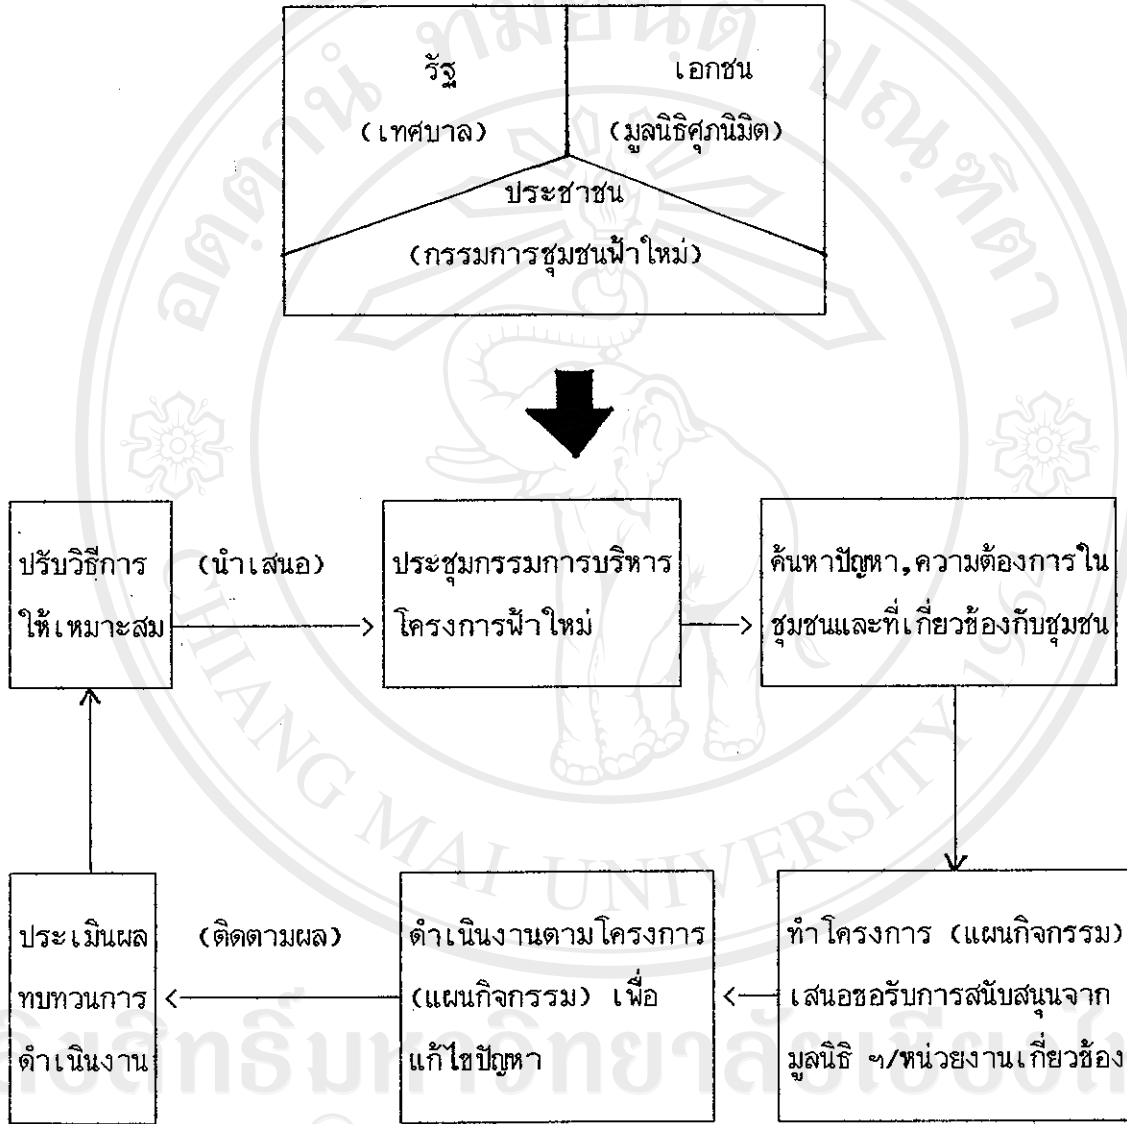 รัฐ
(เทศบาล)
เอกชน
(มูลนิธิศุภนิมิต)
ประชาชน
(กรรมการชุมชนฟ้าใหม่)
ปรับวิธีการ
ให้เหมาะสม
(นำเสนอ)
ประชุมกรรมการบริหาร
โครงการฟ้าใหม่
ค้นหาปัญหา,ความต้องการใน
ชุมชนและที่เกี่ยวข้องกับชุมชน
ทำโครงการ (แผนกิจกรรม)
เสนอขอรับการสนับสนุนจาก
มูลนิธิ ฯ/หน่วยงานเกี่ยวข้อง
ดำเนินงานตามโครงการ
(แผนกิจกรรม) เพื่อ
แก้ไขปัญหา
(ติดตามผล)
ประเมินผล
ทบทวนการ
ดำเนินงาน
CHIANG MAI UNIVERSITY 1964